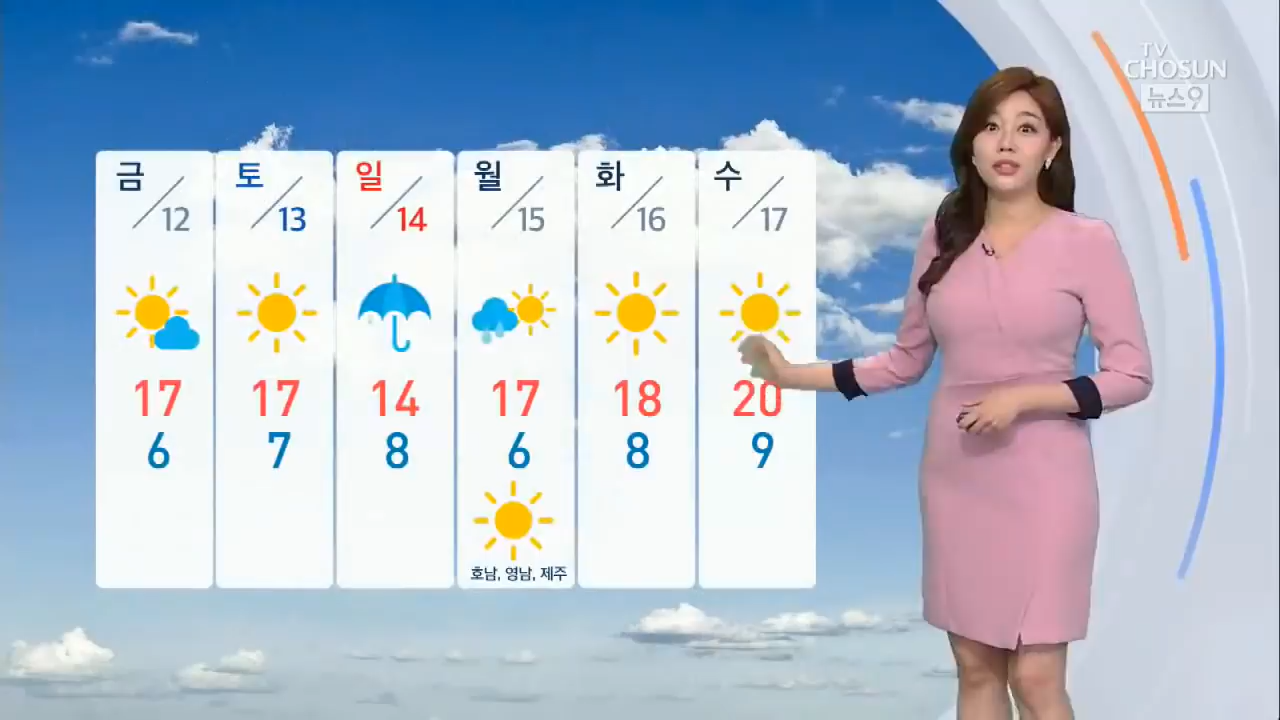 TV
CHOSUN
뉴스9
금 토 일 월 화 수
12 13 14 15 16 17
17 17 14 17 18 20
6 7 8 6 8 9
호남, 영남, 제주